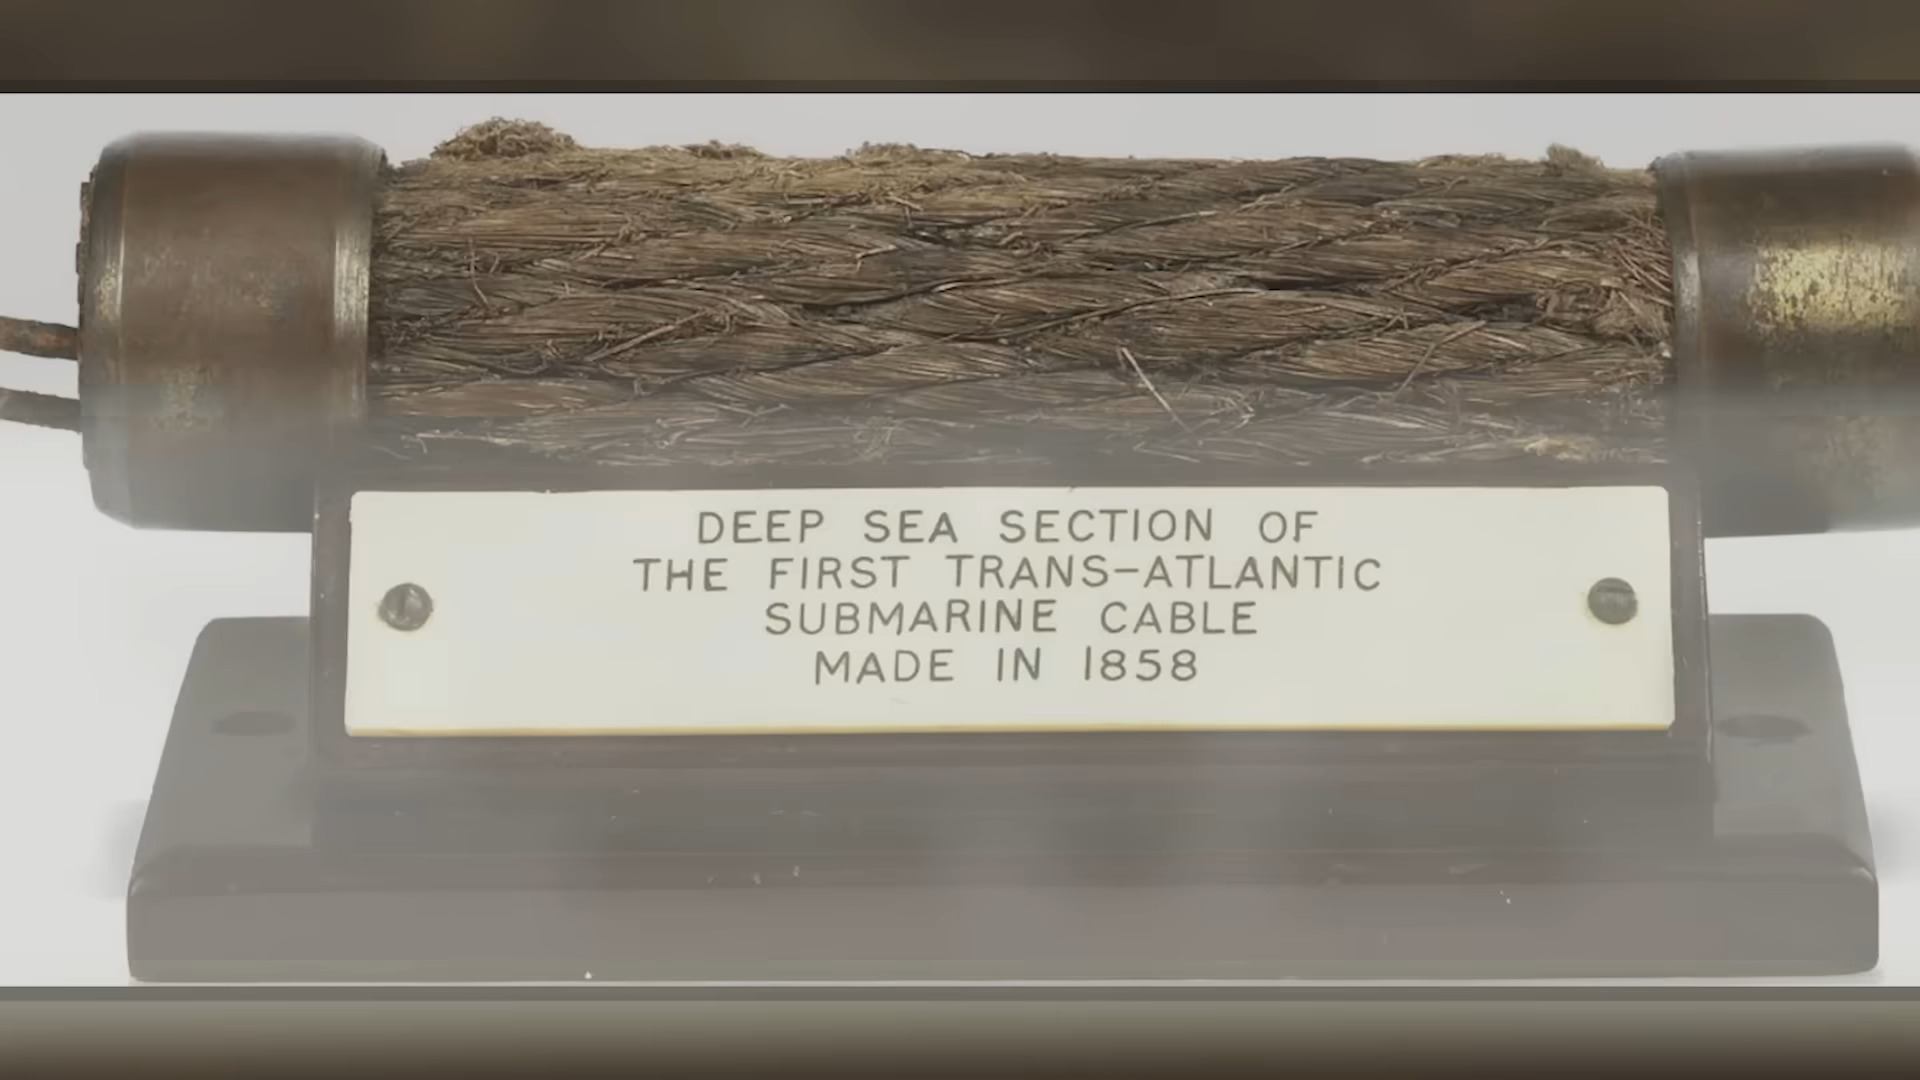 DEEP SEA SECTION OF
THE FIRST TRANS-ATLANTIC
SUBMARINE CABLE
MADE IN 1858